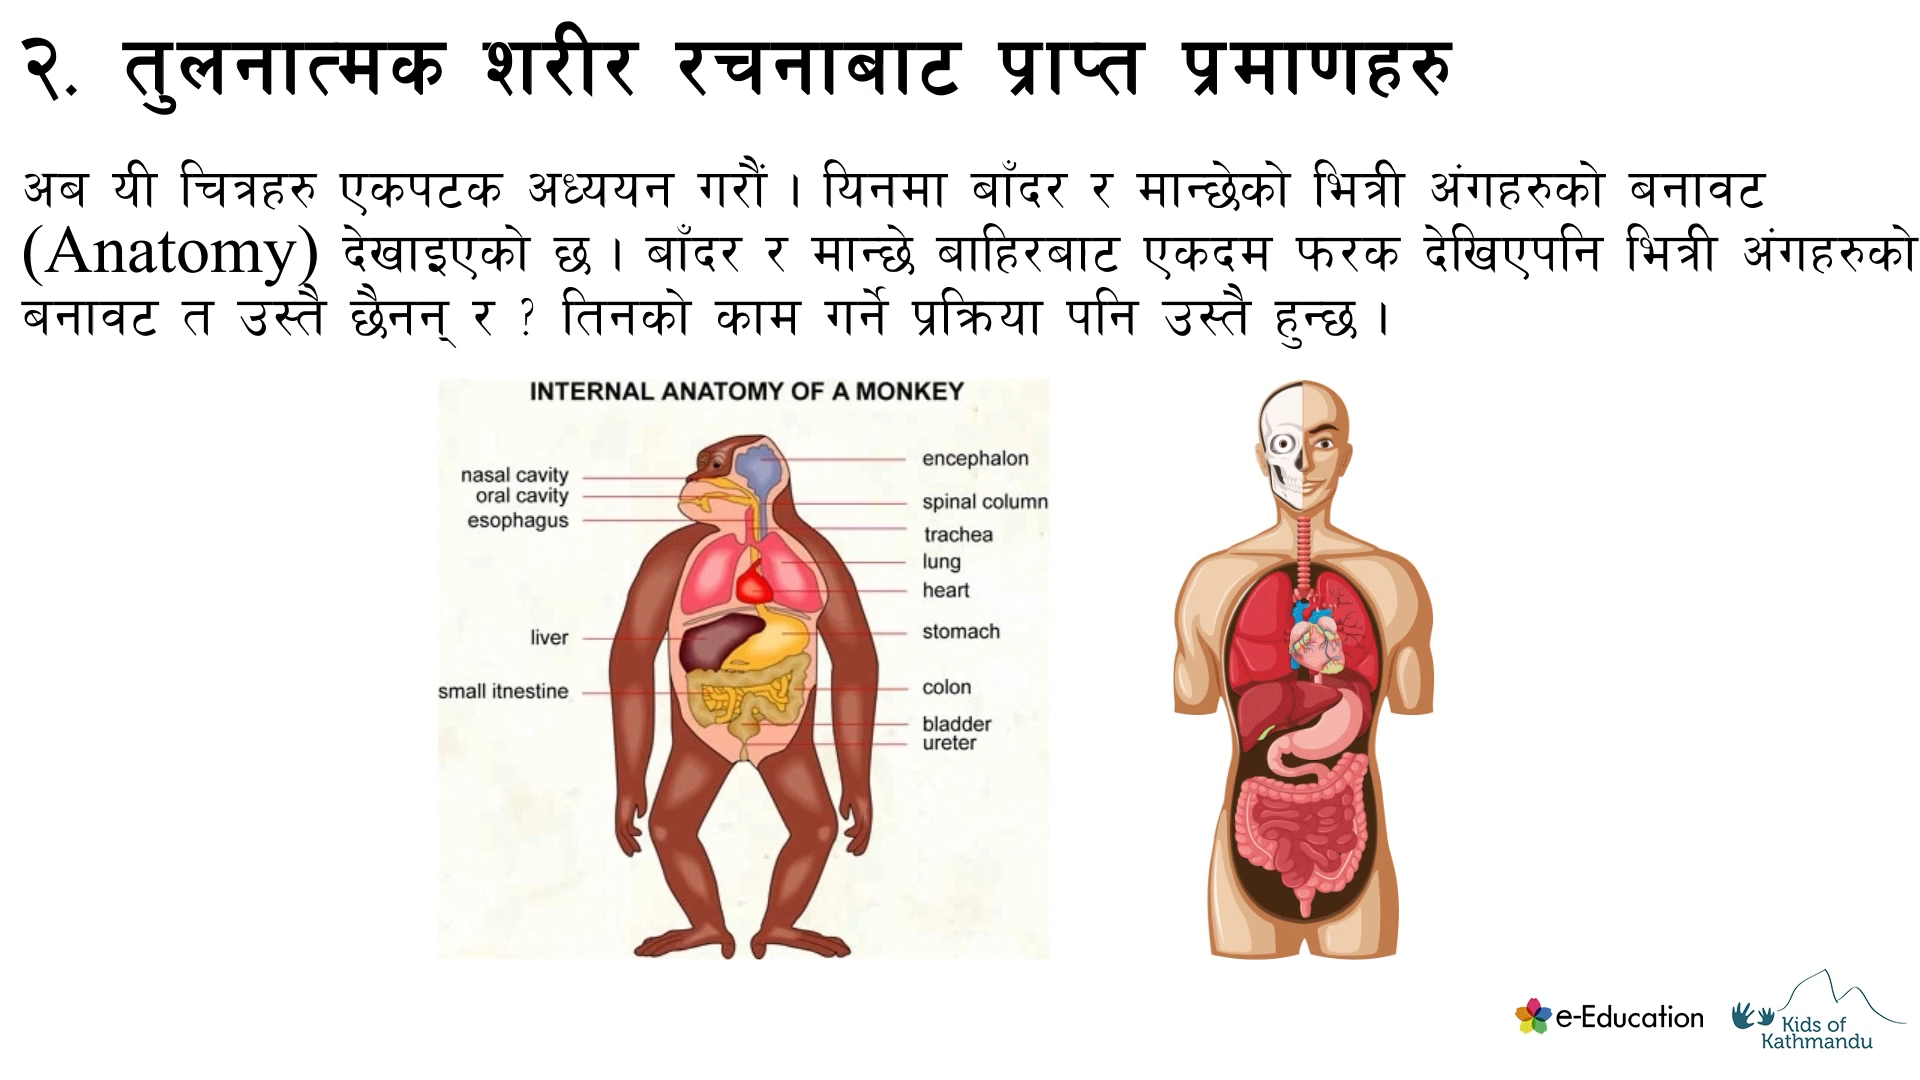 २. तुलनात्मक शरीर रचनाबाट प्राप्त प्रमाणहरु
अब यी चित्रहरु एकपटक अध्ययन गरौं । यिनमा बाँदर र मान्छेको भित्री अंगहरुको बनावट
(Anatomy) देखाइएको छ । बाँदर र मान्छे बाहिरबाट एकदम फरक देखिएपनि भित्री अंगहरुको
बनावट त उस्तै छैनन् र ? तिनको काम गर्ने प्रक्रिया पनि उस्तै हुन्छ ।
INTERNAL ANATOMY OF A MONKEY
nasal cavity
oral cavity
esophagus
liver
small itnestine
encephalon
spinal column
trachea
lung
heart
stomach
colon
bladder
ureter
e-Education
Kids of
Kathmandu